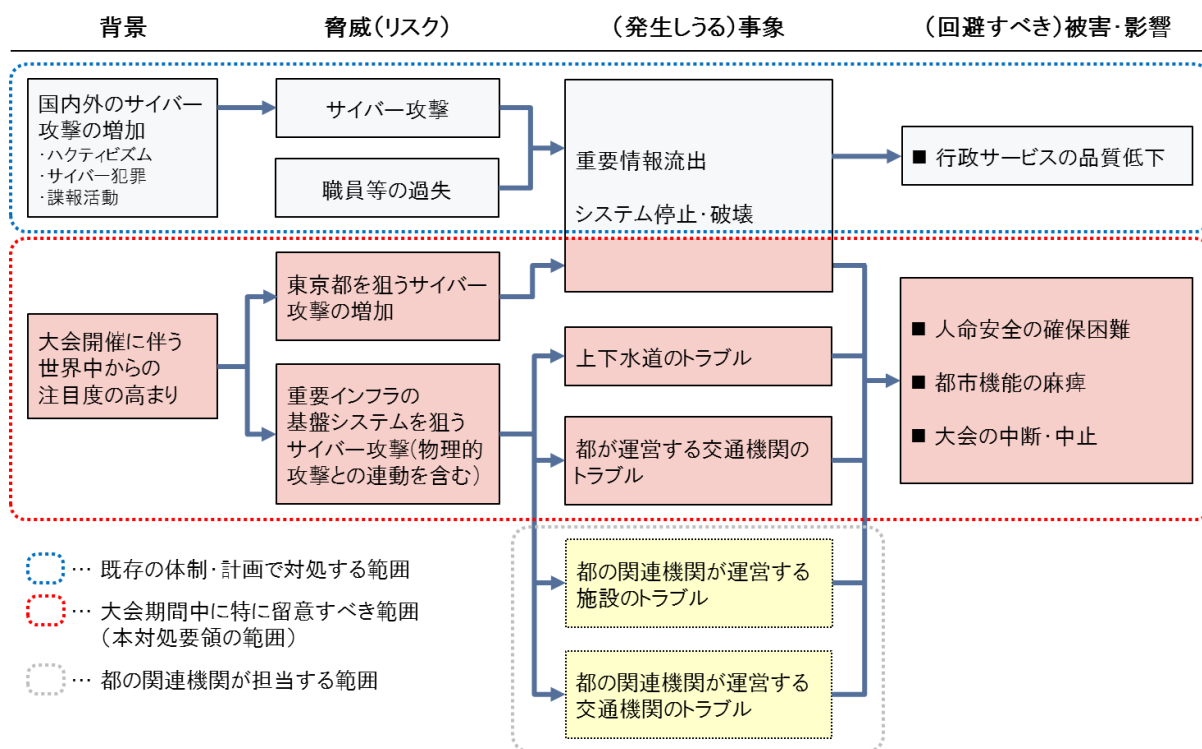 背景
脅威(リスク)
(発生しうる)事象
(回避すべき)被害・影響
国内外のサイバー
攻撃の増加
・ハクティビズム
・サイバー犯罪
・諜報活動
サイバー攻撃
職員等の過失
重要情報流出
システム停止・破壊
■ 行政サービスの品質低下
大会開催に伴う
世界中からの
注目度の高まり
東京都を狙うサイバー
攻撃の増加
重要インフラの
基盤システムを狙う
サイバー攻撃(物理的
攻撃との連動を含む)
上下水道のトラブル
都が運営する交通機関の
トラブル
■ 人命安全の確保困難
■ 都市機能の麻痺
■ 大会の中断・中止
都の関連機関が運営する
施設のトラブル
都の関連機関が運営する
交通機関のトラブル
… 既存の体制・計画で対処する範囲
… 大会期間中に特に留意すべき範囲
(本対処要領の範囲)
… 都の関連機関が担当する範囲